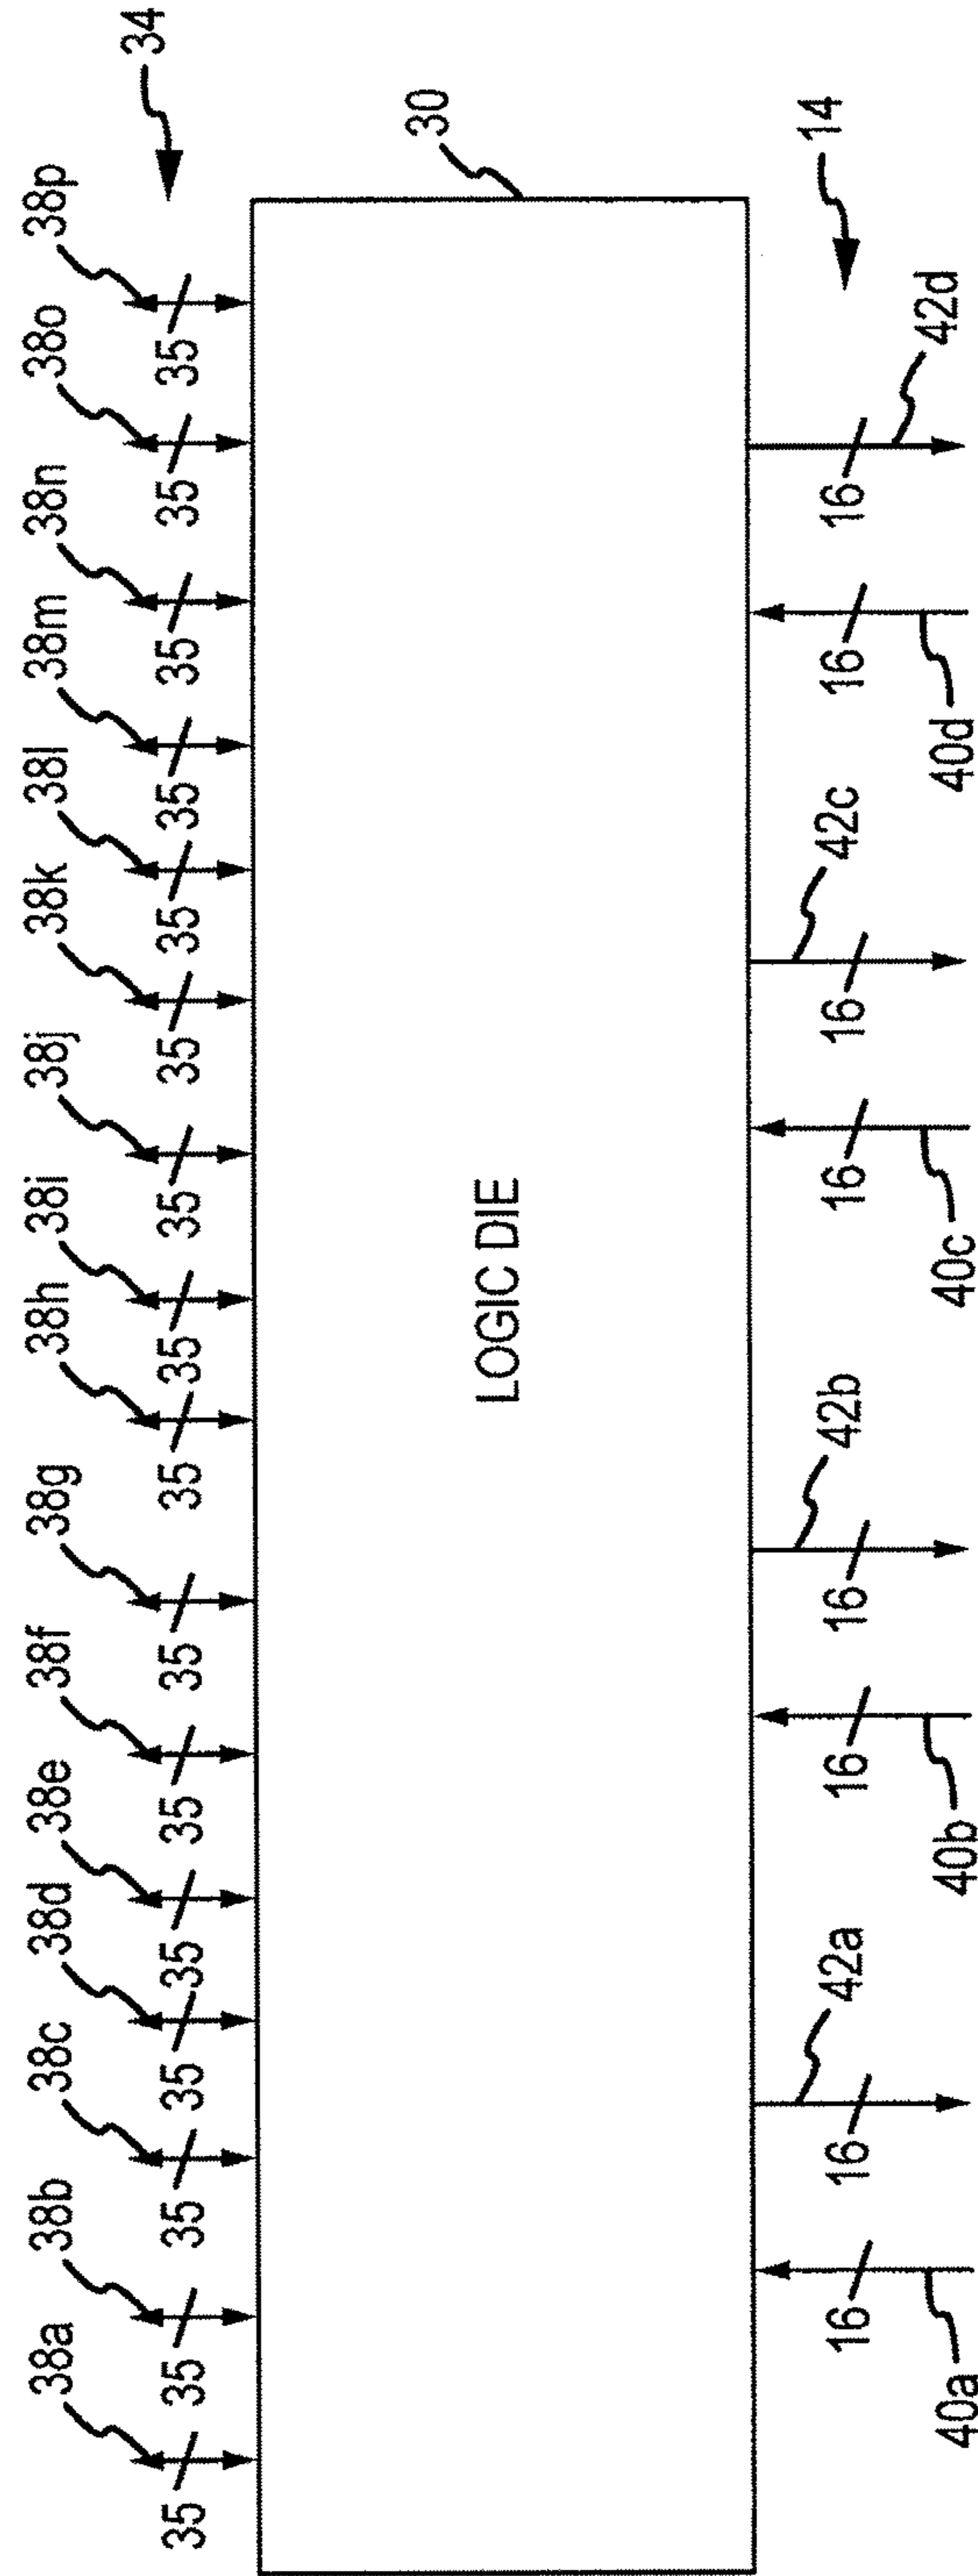 34
38a 38b 38c 38d 38e 38f 38g 38h 38i 38j 38k 38l 38m 38n 38o 38p
35 35 35 35 35 35 35 35 35 35 35 35 35 35 35 35
30
LOGIC DIE
14
16 16 16 16 16 16 16 16
42a 42b 42c 42d
40a 40b 40c 40d